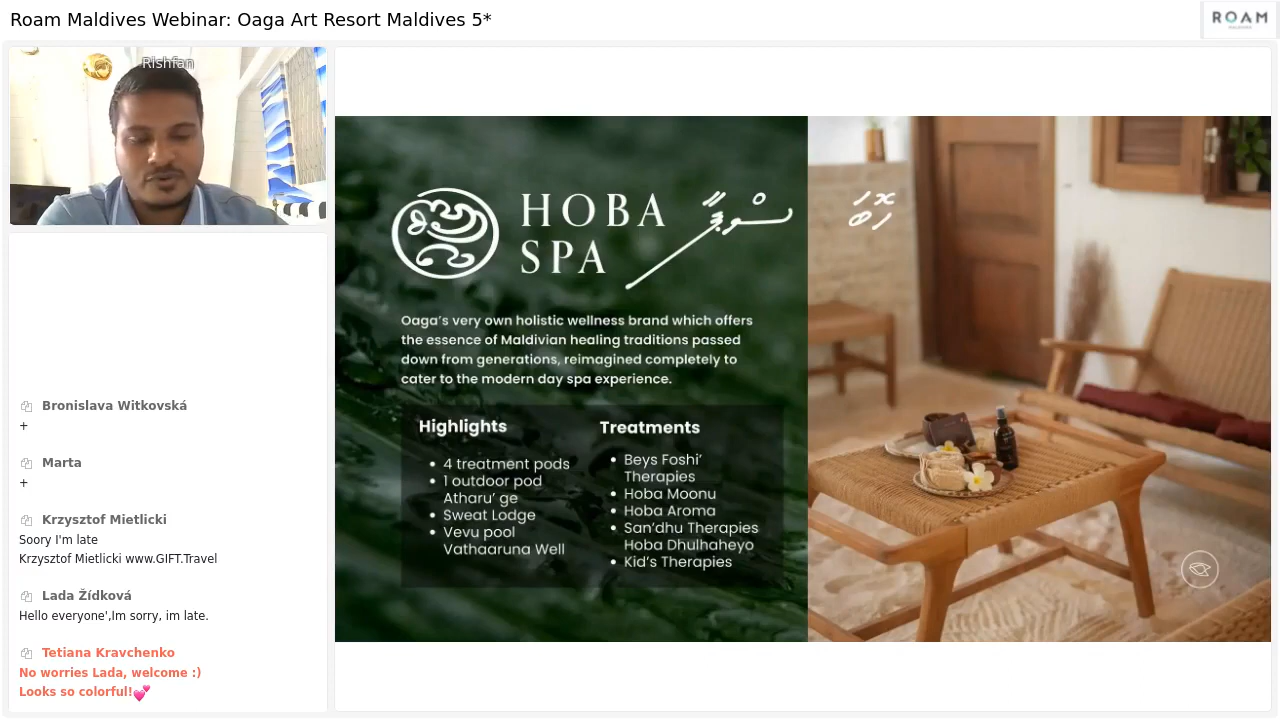 Roam Maldives Webinar: Oaga Art Resort Maldives 5*
ROAM
Rishfan
Bronislava Witkovská
+
Marta
+
Krzysztof Mietlicki
Soory I'm late
Krzysztof Mietlicki www.GIFT.Travel
Lada Žídková
Hello everyone',Im sorry, im late.
Tetiana Kravchenko
No worries Lada, welcome :)
Looks so colorful!💕
HOBA
SPA
ހޮބަ ސްޕާ
Oaga's very own holistic wellness brand which offers
the essence of Maldivian healing traditions passed
down from generations, reimagined completely to
cater to the modern day spa experience.
Highlights
• 4 treatment pods
• 1 outdoor pod
Atharu' ge
• Sweat Lodge
• Vevu pool
Vathaaruna Well
Treatments
• Beys Foshi'
Therapies
• Hoba Moonu
• Hoba Aroma
• San'dhu Therapies
Hoba Dhulhaheyo
• Kid's Therapies